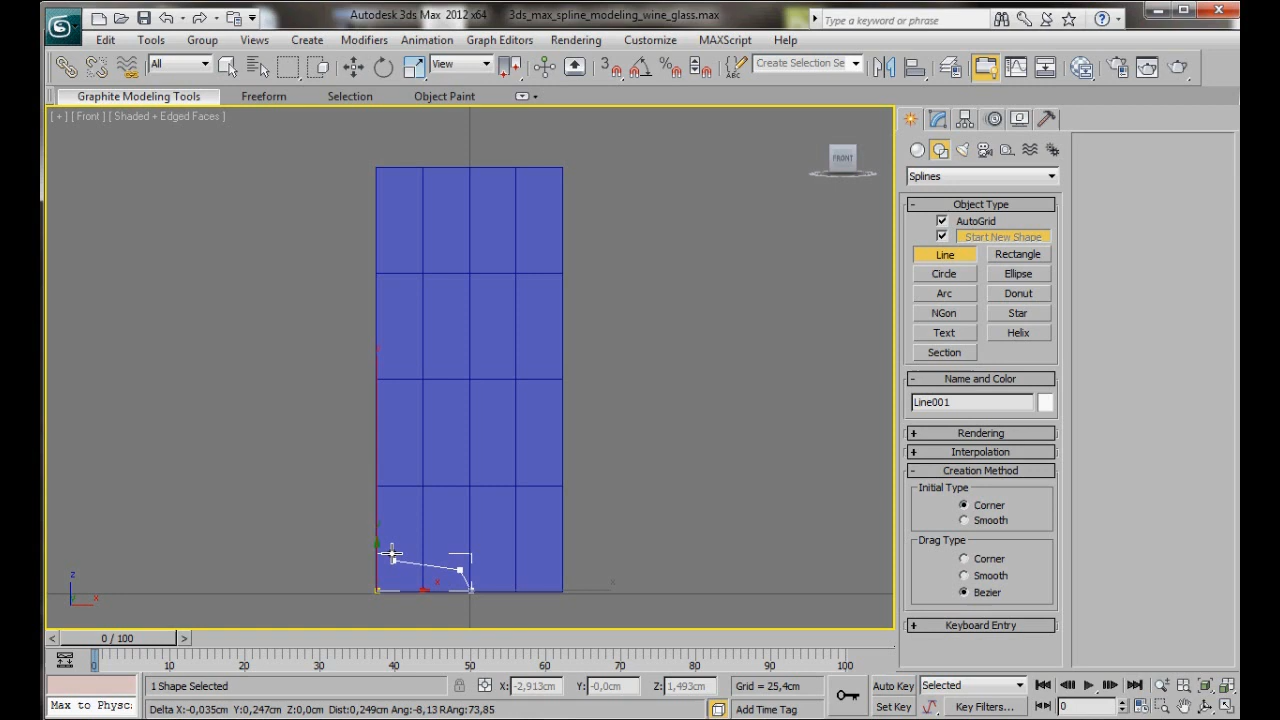 Autodesk 3ds Max 2012 x64 3ds_max_spline_modeling_wine_glass.max
Type a keyword or phrase
Edit Tools Group Views Create Modifiers Animation Graph Editors Rendering Customize MAXScript Help
All View 3 ABC Create Selection Se
Graphite Modeling Tools Freeform Selection Object Paint
[ + ] [ Front ] [ Shaded + Edged Faces ]
FRONT
Splines
- Object Type
AutoGrid
Start New Shape
Line Rectangle
Circle Ellipse
Arc Donut
NGon Star
Text Helix
Section
- Name and Color
Line001
+ Rendering
+ Interpolation
- Creation Method
Initial Type
Corner
Smooth
Drag Type
Corner
Smooth
Bezier
+ Keyboard Entry
z
x
x
x
< 0 / 100 >
0 10 20 30 40 50 60 70 80 90 100
1 Shape Selected X: -2,913cm Y: -0,0cm Z: 1,493cm Grid = 25,4cm Auto Key Selected
Max to Physc: Delta X:-0,035cm Y:0,247cm Z:0,0cm Dist:0,249cm Ang:-8,13 RAng:73,85 Add Time Tag Set Key Key Filters... 0